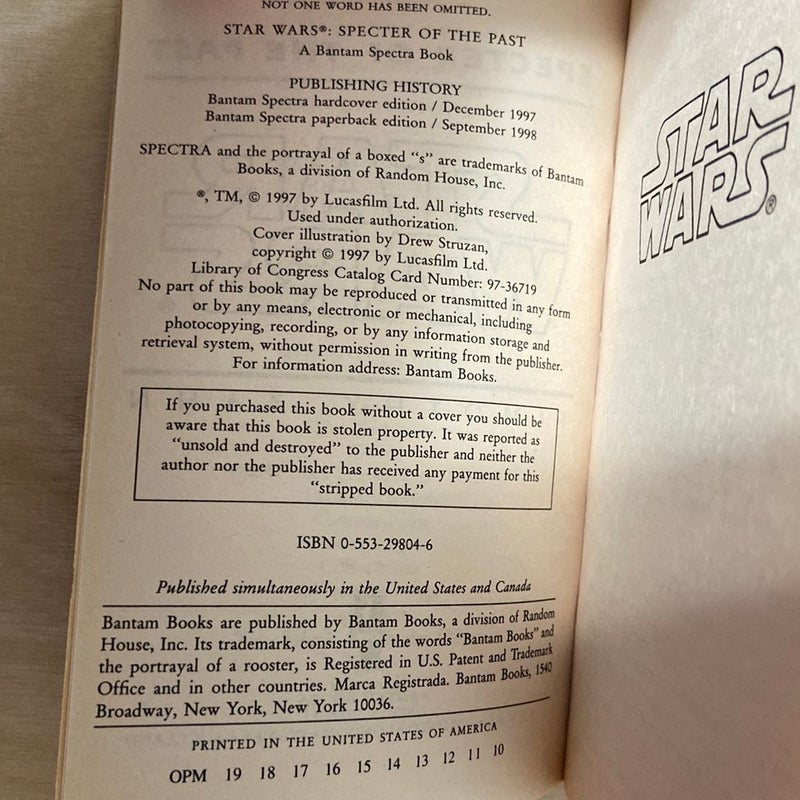 NOT ONE WORD HAS BEEN OMITTED.
STAR WARS®: SPECTER OF THE PAST
A Bantam Spectra Book
PUBLISHING HISTORY
Bantam Spectra hardcover edition / December 1997
Bantam Spectra paperback edition / September 1998
SPECTRA and the portrayal of a boxed “s” are trademarks of Bantam
Books, a division of Random House, Inc.
®, TM, © 1997 by Lucasfilm Ltd. All rights reserved.
Used under authorization.
Cover illustration by Drew Struzan,
copyright © 1997 by Lucasfilm Ltd.
Library of Congress Catalog Card Number: 97-36719
No part of this book may be reproduced or transmitted in any form
or by any means, electronic or mechanical, including
photocopying, recording, or by any information storage and
retrieval system, without permission in writing from the publisher.
For information address: Bantam Books.
If you purchased this book without a cover you should be
aware that this book is stolen property. It was reported as
“unsold and destroyed” to the publisher and neither the
author nor the publisher has received any payment for this
“stripped book.”
ISBN 0-553-29804-6
Published simultaneously in the United States and Canada
Bantam Books are published by Bantam Books, a division of Random
House, Inc. Its trademark, consisting of the words “Bantam Books” and
the portrayal of a rooster, is Registered in U.S. Patent and Trademark
Office and in other countries. Marca Registrada. Bantam Books, 1540
Broadway, New York, New York 10036.
PRINTED IN THE UNITED STATES OF AMERICA
OPM 19 18 17 16 15 14 13 12 11 10
STAR
WARS®